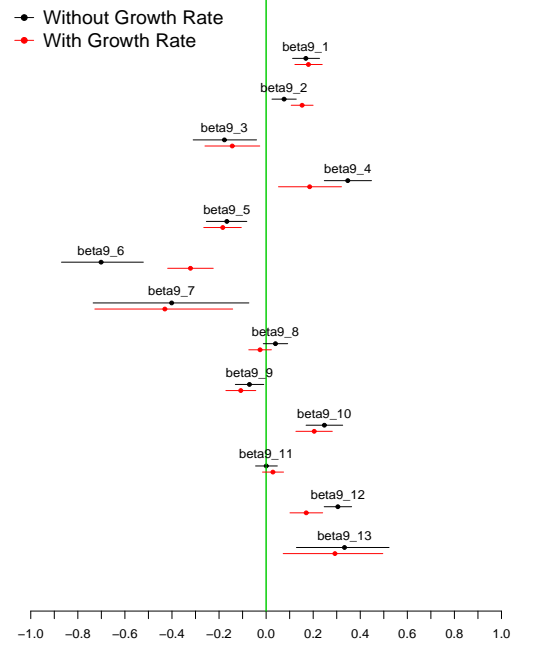 Without Growth Rate
With Growth Rate
beta9_1
beta9_2
beta9_3
beta9_4
beta9_5
beta9_6
beta9_7
beta9_8
beta9_9
beta9_10
beta9_11
beta9_12
beta9_13
−1.0 −0.8 −0.6 −0.4 −0.2 0.0 0.2 0.4 0.6 0.8 1.0